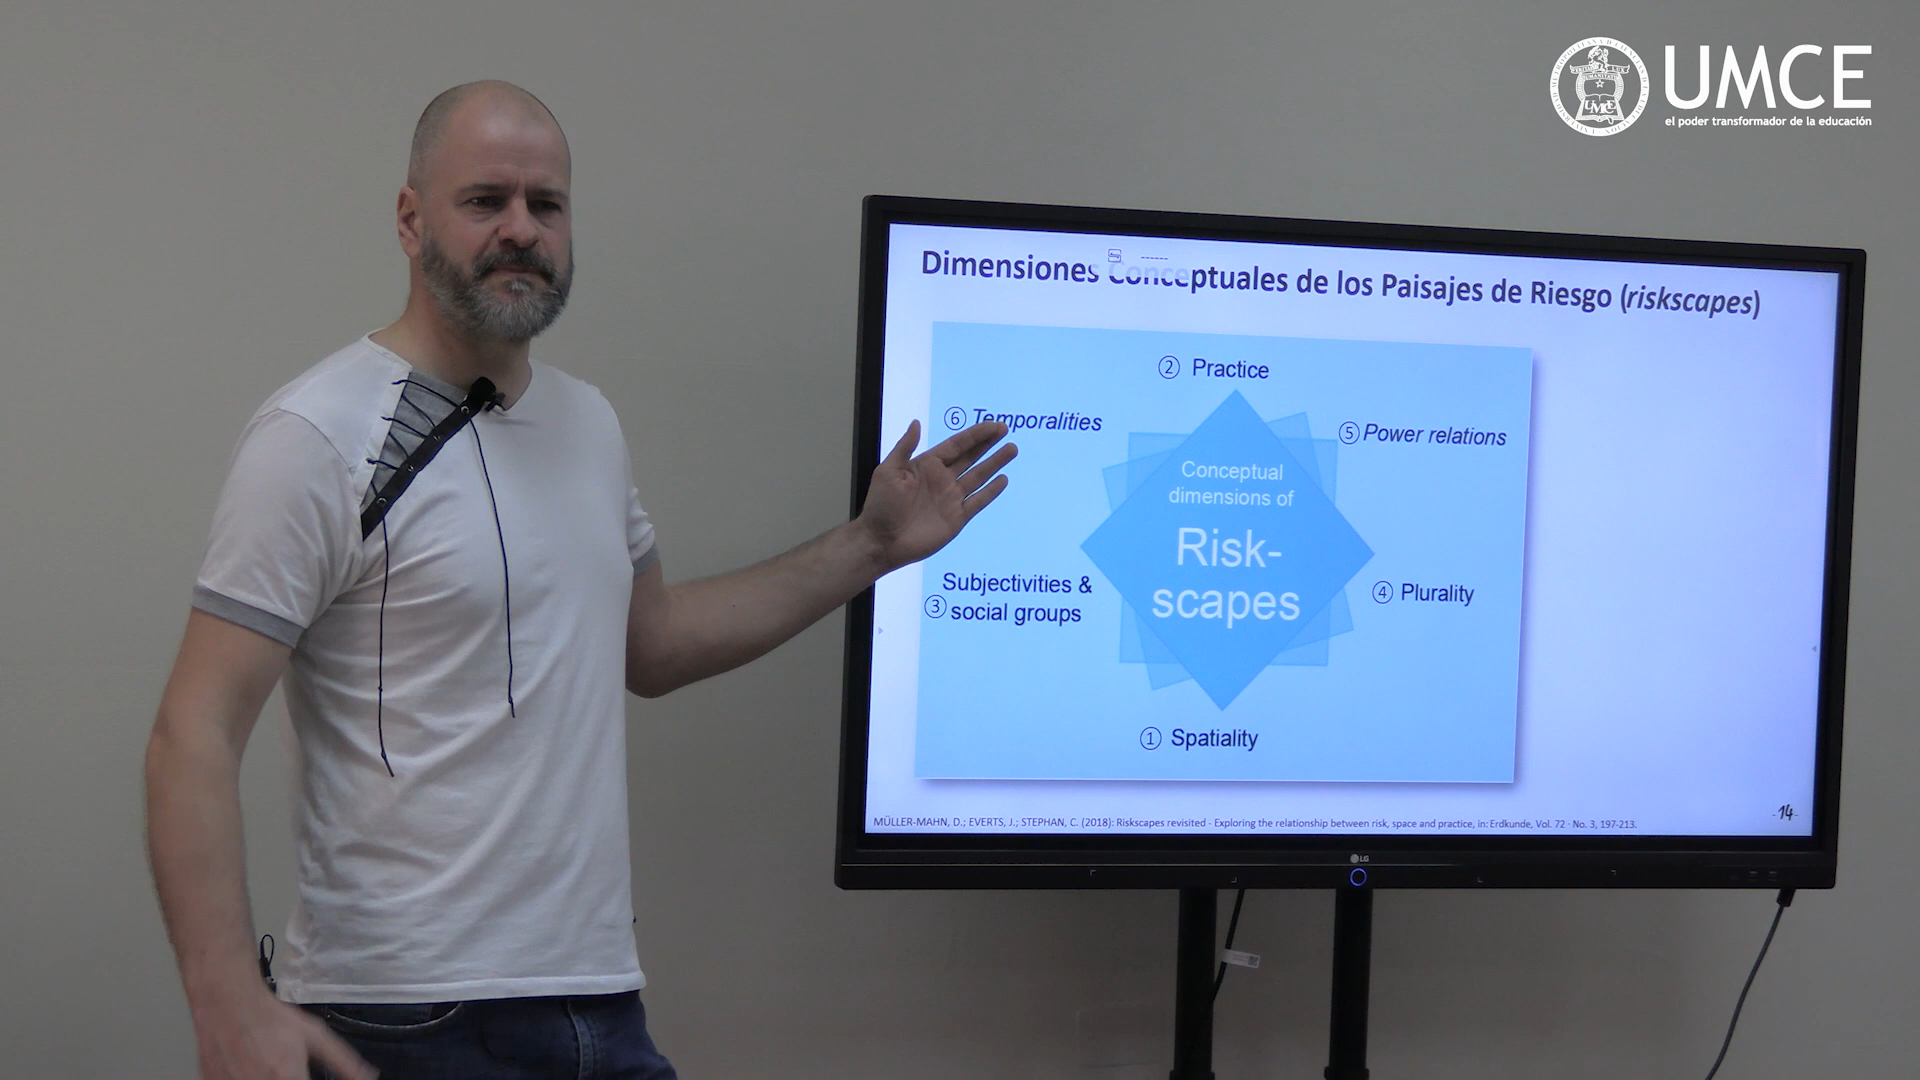 UMCE
el poder transformador de la educación
Dimensiones Conceptuales de los Paisajes de Riesgo (riskscapes)
② Practice
⑥ Temporalities
⑤ Power relations
Conceptual
dimensions of
Risk-
scapes
Subjectivities &
③ social groups
④ Plurality
① Spatiality
MÜLLER-MAHN, D.; EVERTS, J.; STEPHAN, C. (2018): Riskscapes revisited - Exploring the relationship between risk, space and practice, in: Erdkunde, Vol. 72 · No. 3, 197-213.
-14-
LG